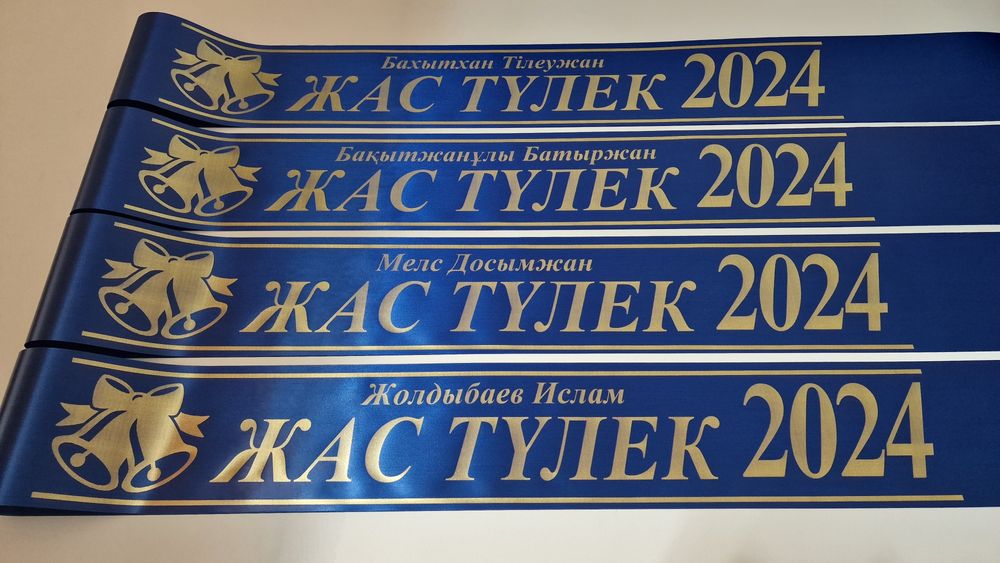 Бахытхан Тілеужан
ЖАС ТҮЛЕК 2024
Бақытжанұлы Батыржан
ЖАС ТҮЛЕК 2024
Мелс Досымжан
ЖАС ТҮЛЕК 2024
Жолдыбаев Ислам
ЖАС ТҮЛЕК 2024